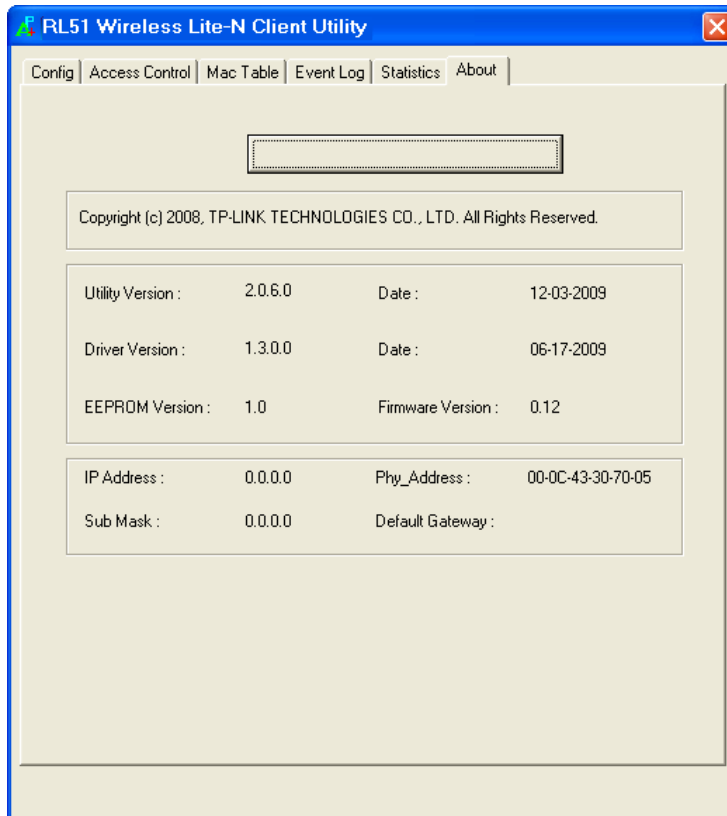 RL51 Wireless Lite-N Client Utility
Config Access Control Mac Table Event Log Statistics About
Copyright (c) 2008, TP-LINK TECHNOLOGIES CO., LTD. All Rights Reserved.
Utility Version : 2.0.6.0 Date : 12-03-2009
Driver Version : 1.3.0.0 Date : 06-17-2009
EEPROM Version : 1.0 Firmware Version : 0.12
IP Address : 0.0.0.0 Phy_Address : 00-0C-43-30-70-05
Sub Mask : 0.0.0.0 Default Gateway :